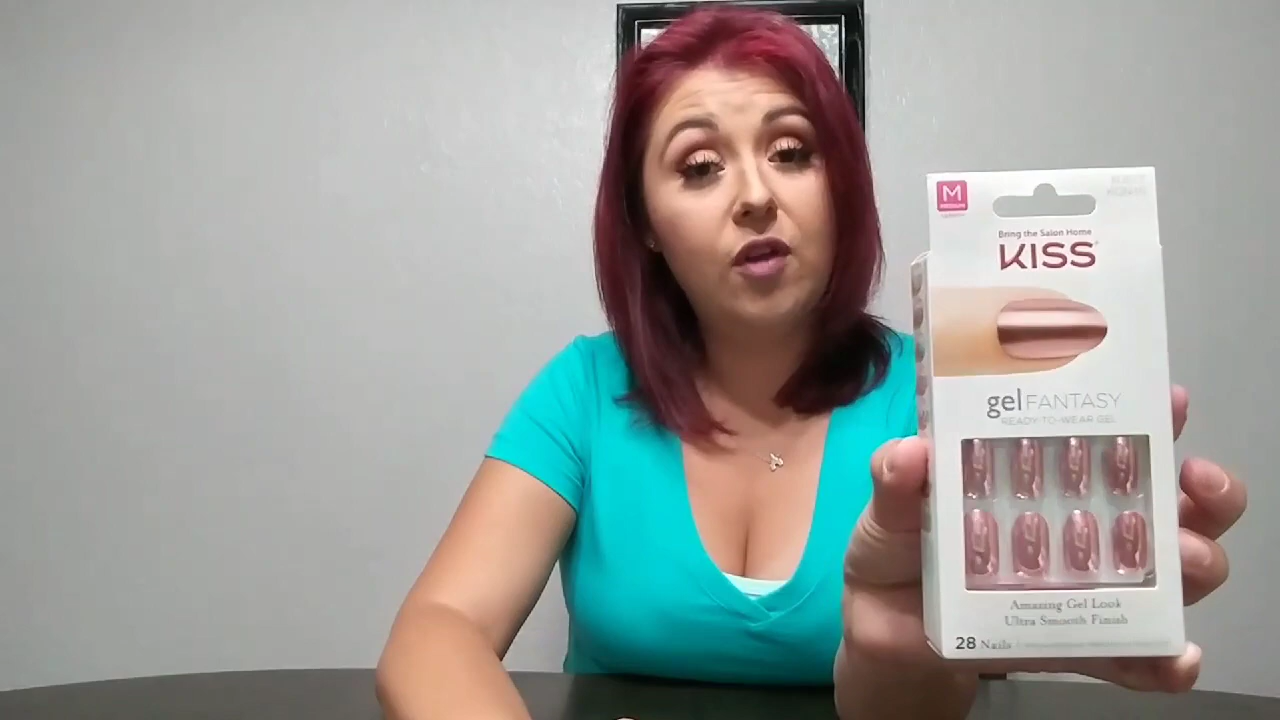 M
MEDIUM
Bring the Salon Home
KISS
gel FANTASY
READY-TO-WEAR GEL
Amazing Gel Look
Ultra Smooth Finish
28 Nails